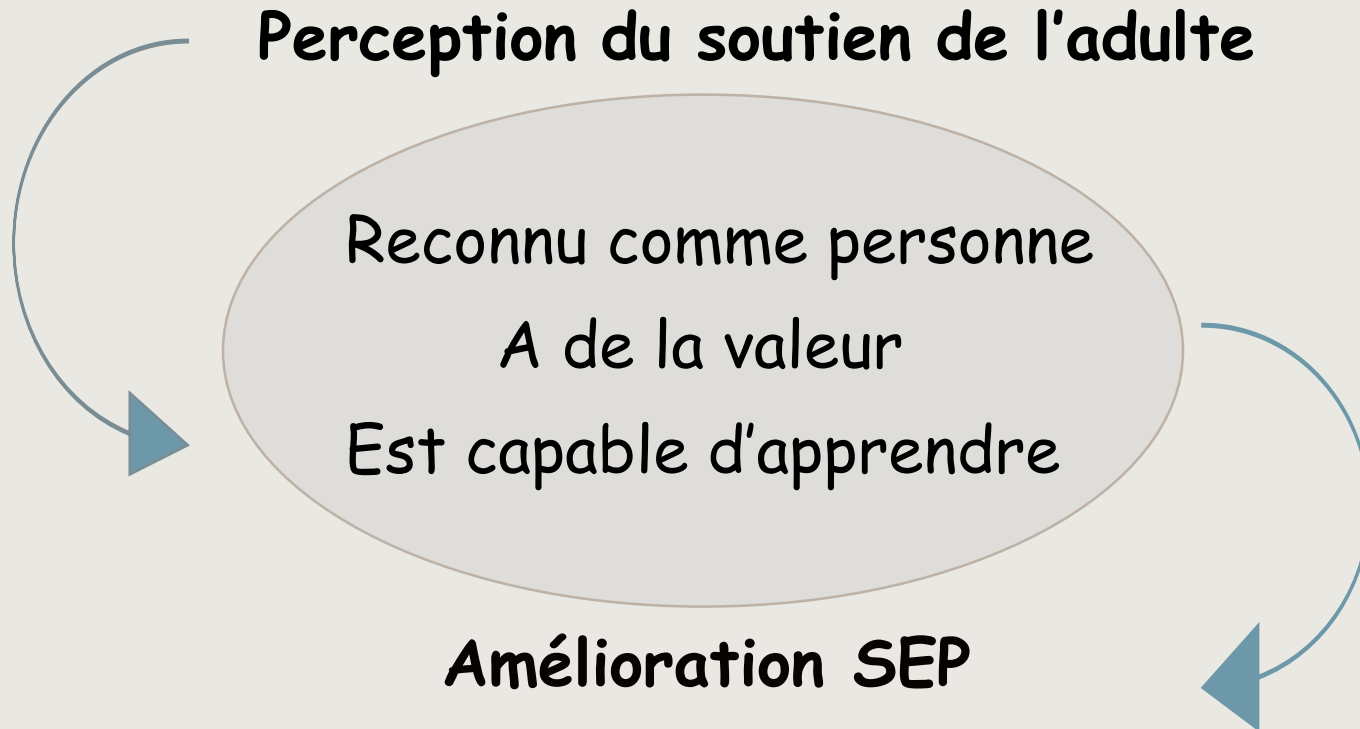 Perception du soutien de l’adulte
Reconnu comme personne
A de la valeur
Est capable d’apprendre
Amélioration SEP